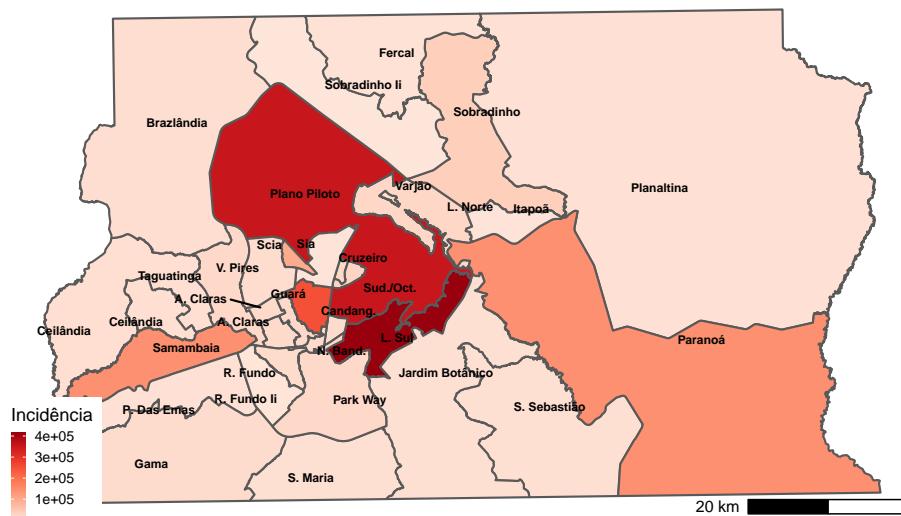 Fercal
Sobradinho Ii
Sobradinho
Brazlândia
Varjão
Plano Piloto
Planaltina
L. Norte
Itapoã
Scia
Sia
Cruzeiro
V. Pires
Taguatinga
Sud./Oct.
Guará
A. Claras
Candang.
Ceilândia
Ceilândia
A. Claras
L. Sul
Paranoá
Samambaia
N. Band.
R. Fundo
Jardim Botânico
R. Fundo Ii
Park Way
P. Das Emas
S. Sebastião
Gama
S. Maria
Incidência
4e+05
3e+05
2e+05
1e+05
20 km